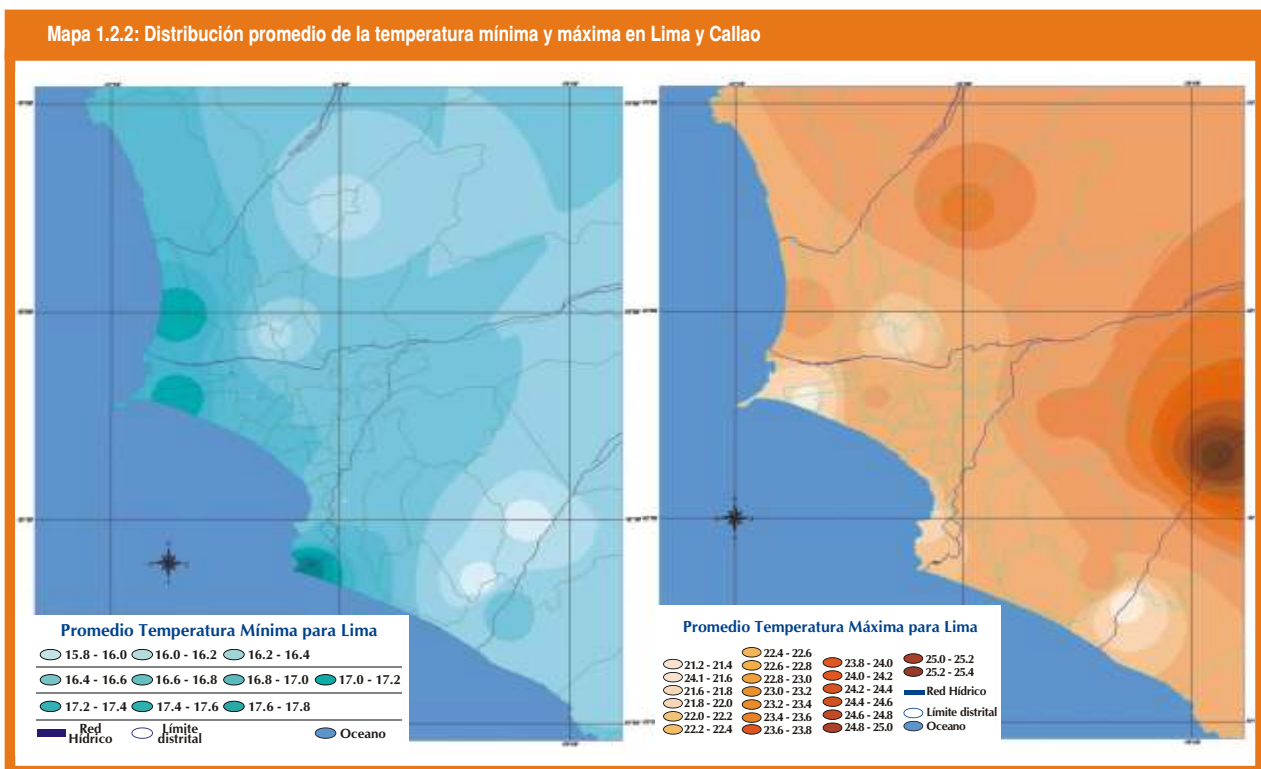 Mapa 1.2.2: Distribución promedio de la temperatura mínima y máxima en Lima y Callao
Promedio Temperatura Mínima para Lima
15.8 - 16.0 16.0 - 16.2 16.2 - 16.4
16.4 - 16.6 16.6 - 16.8 16.8 - 17.0 17.0 - 17.2
17.2 - 17.4 17.4 - 17.6 17.6 - 17.8
Red Hídrico Límite distrital Oceano
Promedio Temperatura Máxima para Lima
21.2 - 21.4
24.1 - 21.6
21.6 - 21.8
21.8 - 22.0
22.0 - 22.2
22.2 - 22.4
22.4 - 22.6
22.6 - 22.8
22.8 - 23.0
23.0 - 23.2
23.2 - 23.4
23.4 - 23.6
23.6 - 23.8
23.8 - 24.0
24.0 - 24.2
24.2 - 24.4
24.4 - 24.6
24.6 - 24.8
24.8 - 25.0
25.0 - 25.2
25.2 - 25.4
Red Hídrico
Límite distrital
Oceano